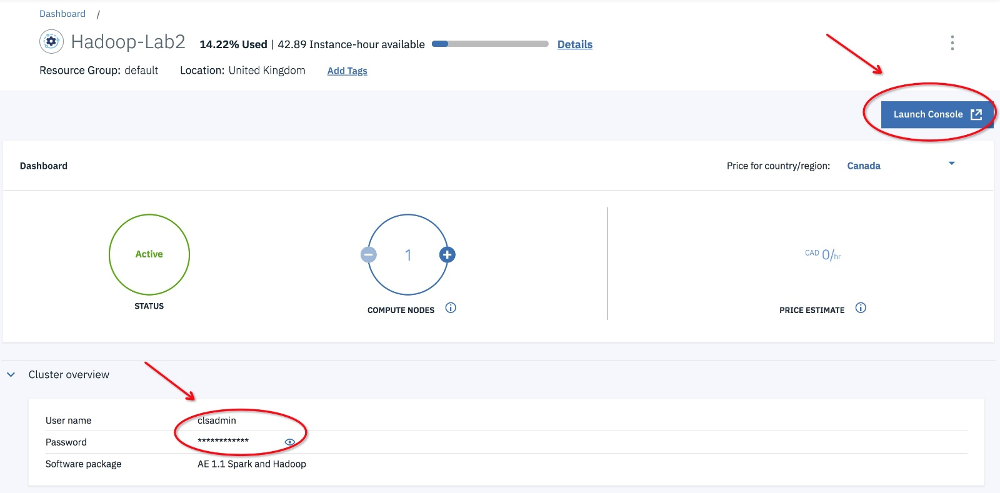 Dashboard /
Hadoop-Lab2 14.22% Used | 42.89 Instance-hour available Details
Resource Group: default Location: United Kingdom Add Tags
Launch Console
Dashboard Price for country/region: Canada
Active 1 CAD 0/hr
STATUS COMPUTE NODES PRICE ESTIMATE
Cluster overview
User name clsadmin
Password ************
Software package AE 1.1 Spark and Hadoop